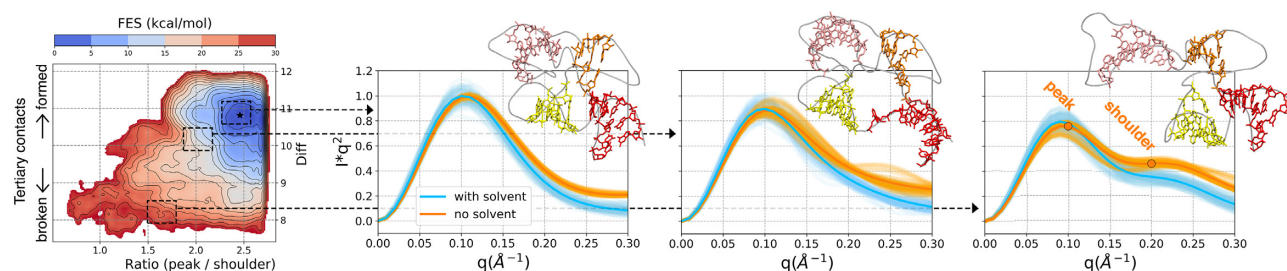 FES (kcal/mol)
0 5 10 15 20 25 30
Tertiary contacts
broken
formed
12
11
10
9
8
Diff
1.0 1.5 2.0 2.5
Ratio (peak / shoulder)
I*q²
1.2
1.0
0.8
0.6
0.4
0.2
0.0
with solvent
no solvent
0.00 0.05 0.10 0.15 0.20 0.25 0.30
q(Å⁻¹)
0.00 0.05 0.10 0.15 0.20 0.25 0.30
q(Å⁻¹)
peak
shoulder
0.00 0.05 0.10 0.15 0.20 0.25 0.30
q(Å⁻¹)